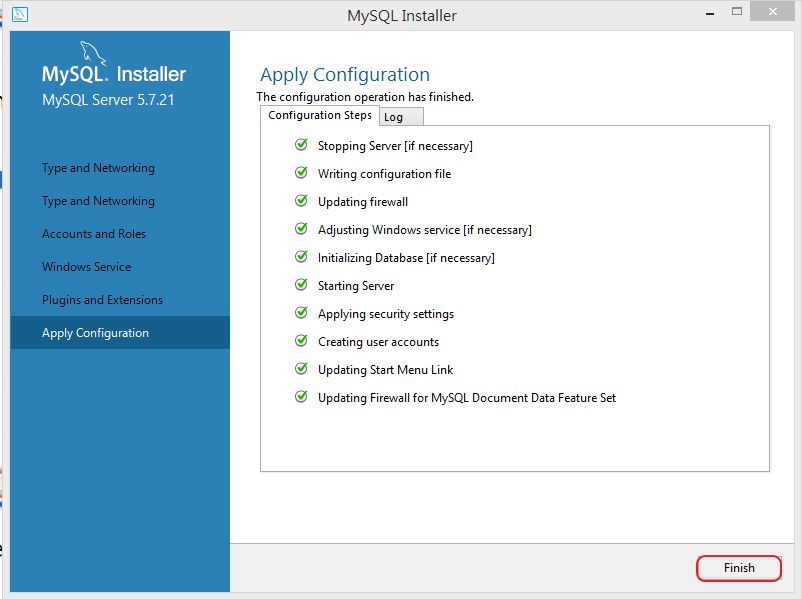 MySQL Installer
MySQL. Installer
MySQL Server 5.7.21
Type and Networking
Type and Networking
Accounts and Roles
Windows Service
Plugins and Extensions
Apply Configuration
Apply Configuration
The configuration operation has finished.
Configuration Steps Log
Stopping Server [if necessary]
Writing configuration file
Updating firewall
Adjusting Windows service [if necessary]
Initializing Database [if necessary]
Starting Server
Applying security settings
Creating user accounts
Updating Start Menu Link
Updating Firewall for MySQL Document Data Feature Set
Finish